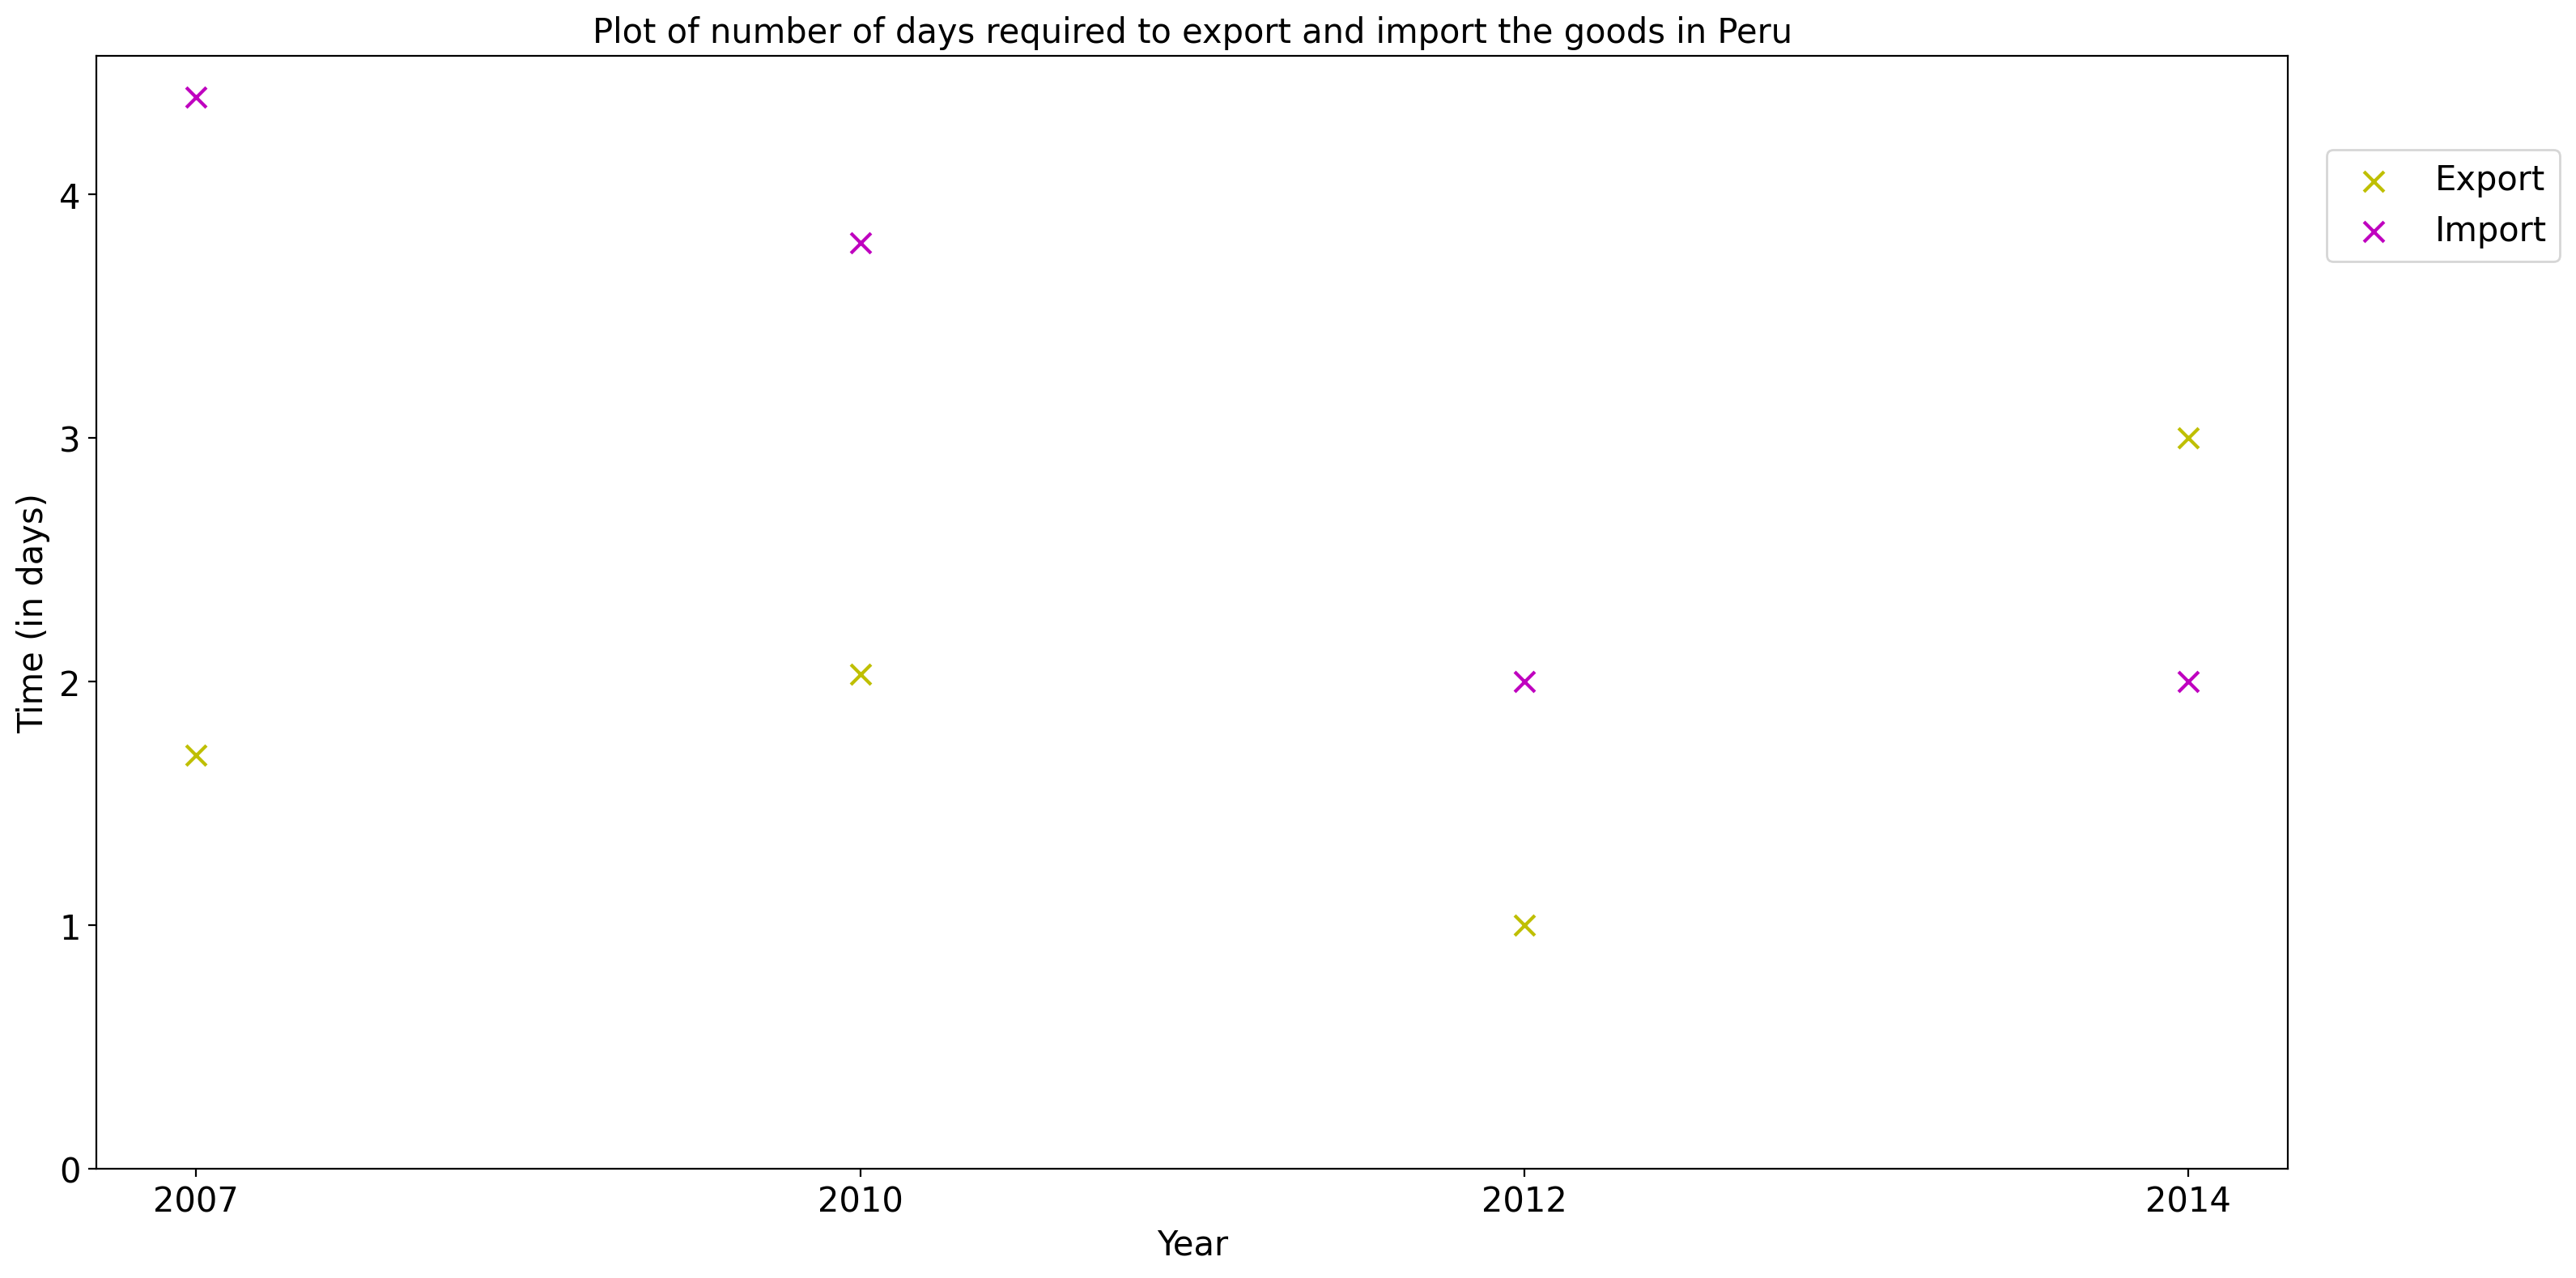 Plot of number of days required to export and import the goods in Peru
Export
Import
4
3
2
1
0
Time (in days)
2007 2010 2012 2014
Year